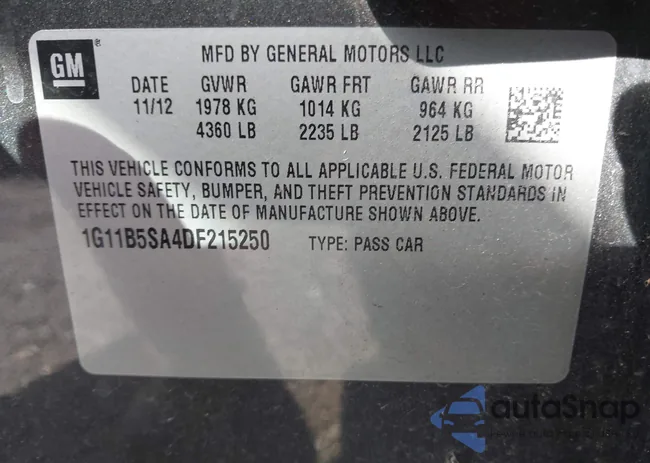 GM
MFD BY GENERAL MOTORS LLC
DATE GVWR GAWR FRT GAWR RR
11/12 1978 KG 1014 KG 964 KG
4360 LB 2235 LB 2125 LB
THIS VEHICLE CONFORMS TO ALL APPLICABLE U.S. FEDERAL MOTOR
VEHICLE SAFETY, BUMPER, AND THEFT PREVENTION STANDARDS IN
EFFECT ON THE DATE OF MANUFACTURE SHOWN ABOVE.
1G11B5SA4DF215250 TYPE: PASS CAR
autoSnap